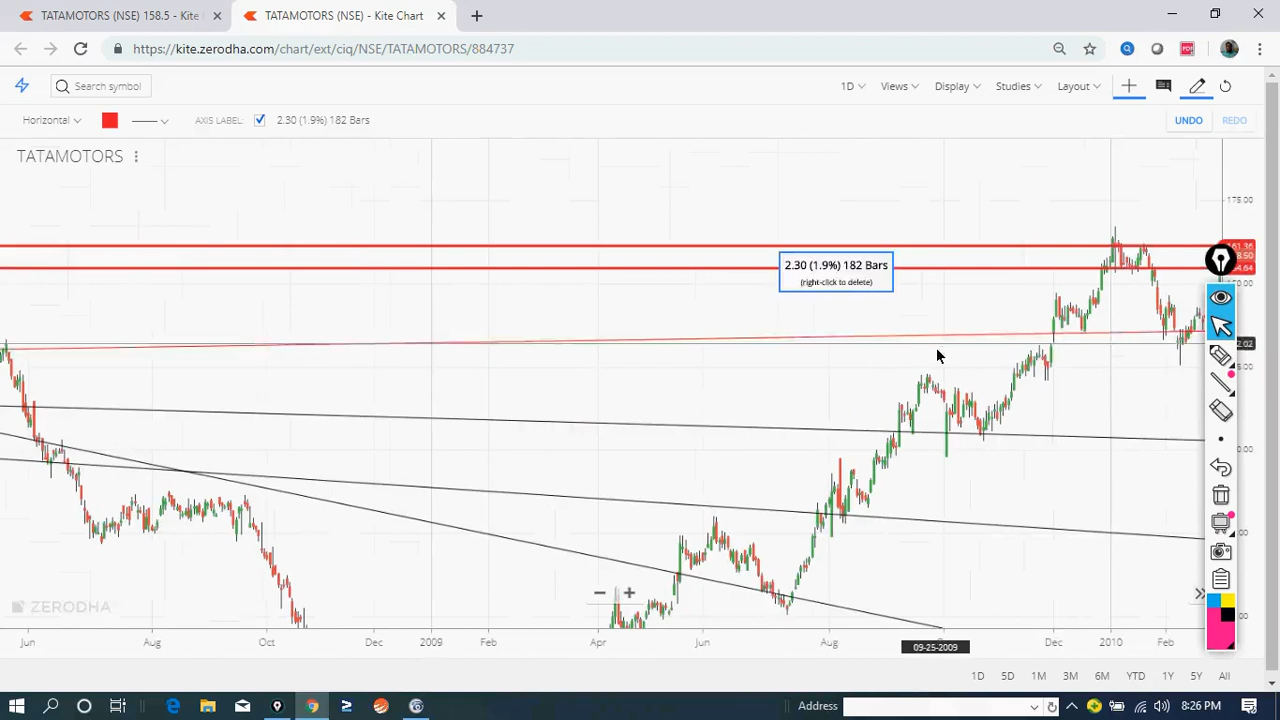 TATAMOTORS (NSE) 158.5 - Kite
TATAMOTORS (NSE) - Kite Chart
https://kite.zerodha.com/chart/ext/ciq/NSE/TATAMOTORS/884737
Search symbol
1D Views Display Studies Layout
Horizontal AXIS LABEL: 2.30 (1.9%) 182 Bars UNDO REDO
TATAMOTORS
175.00
161.36
2.30 (1.9%) 182 Bars
(right-click to delete)
ZERODHA
Jun Aug Oct Dec 2009 Feb Apr Jun Aug Dec 2010 Feb
09-25-2009
1D 5D 1M 3M 6M YTD 1Y 5Y All
Address
8:26 PM